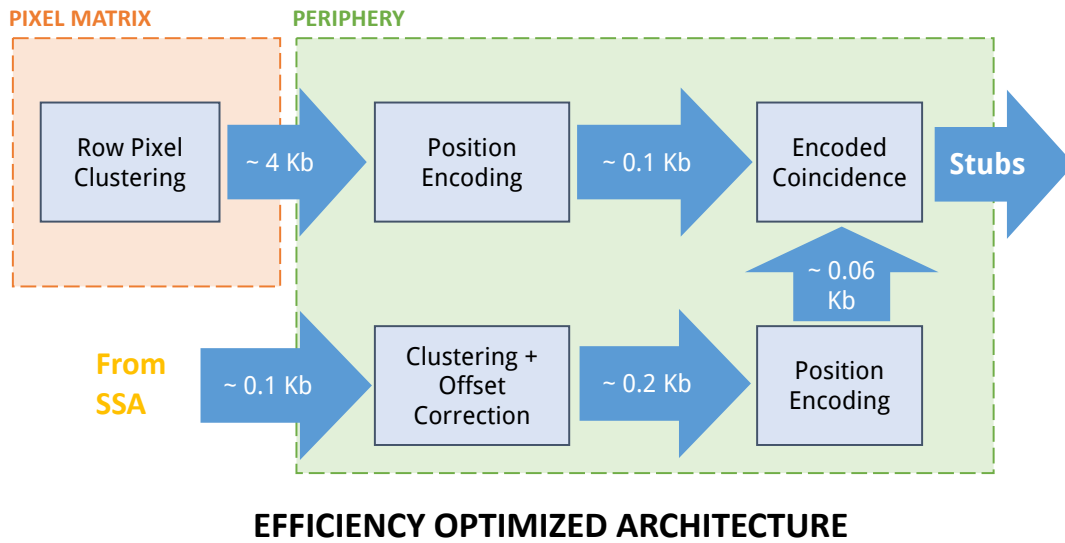 PIXEL MATRIX
PERIPHERY
Row Pixel
Clustering
~ 4 Kb
Position
Encoding
~ 0.1 Kb
Encoded
Coincidence
Stubs
~ 0.06
Kb
From
SSA
~ 0.1 Kb
Clustering +
Offset
Correction
~ 0.2 Kb
Position
Encoding
EFFICIENCY OPTIMIZED ARCHITECTURE